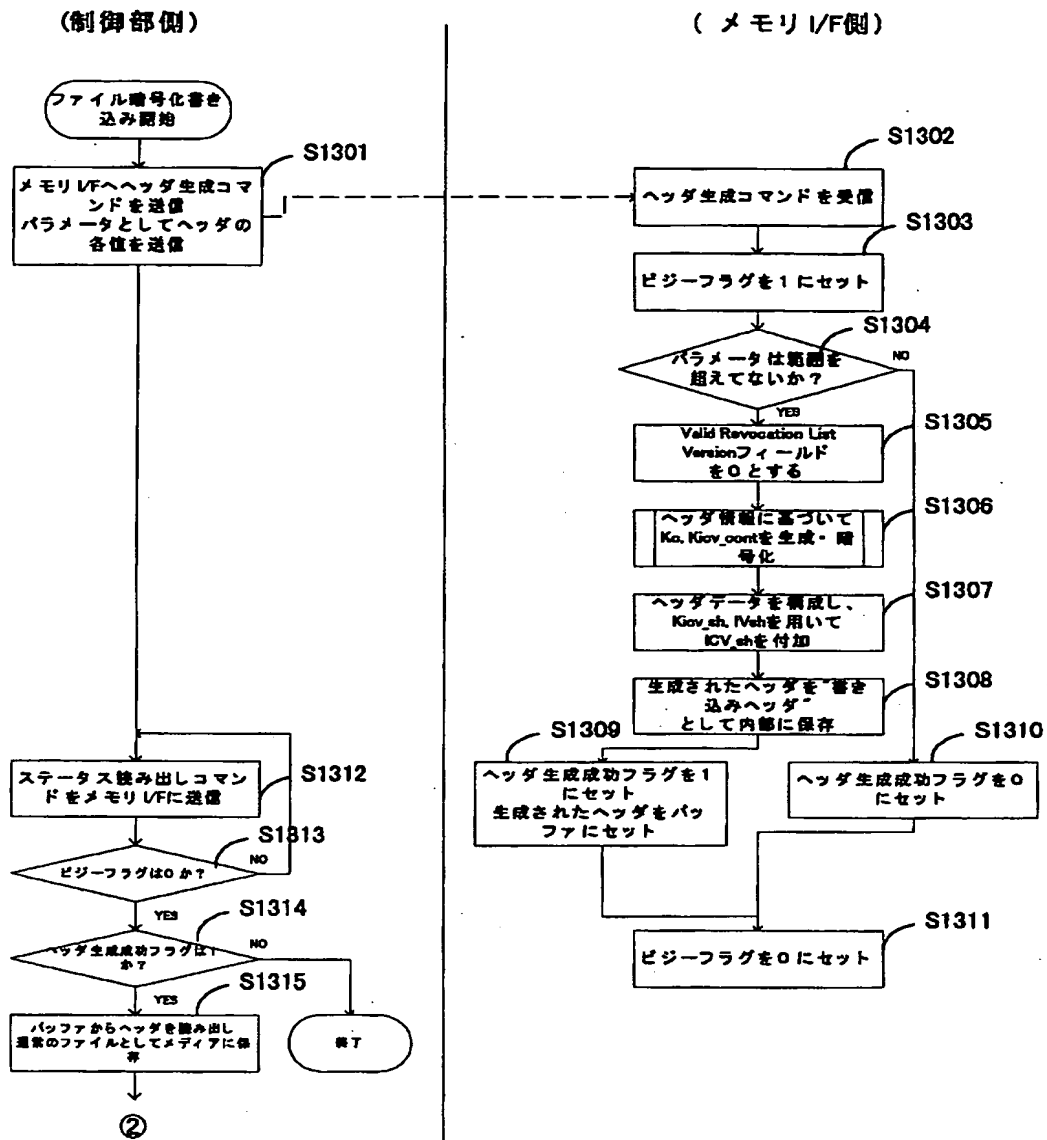 (制御部側)
(メモリI/F側)
ファイル暗号化書き
込み開始
S1301
メモリI/Fへヘッダ生成コマ
ンドを送信
パラメータとしてヘッダの
各値を送信
S1302
ヘッダ生成コマンドを受信
S1303
ビジーフラグを1にセット
S1304
パラメータは範囲を
超えてないか?
NO
YES
S1305
Valid Revocation List
Versionフィールド
を0とする
S1306
ヘッダ情報に基づいて
Kc,Kicv_contを生成・暗
号化
S1307
ヘッダデータを構成し、
Kicv_sh,IVshを用いて
ICV_shを付加
S1308
生成されたヘッダを"書き
込みヘッダ"
として内部に保存
S1309
ヘッダ生成成功フラグを1
にセット
生成されたヘッダをバッ
ファにセット
S1310
ヘッダ生成成功フラグを0
にセット
S1311
ビジーフラグを0にセット
S1312
ステータス読み出しコマン
ドをメモリI/Fに送信
S1313
ビジーフラグは0か?
NO
YES
S1314
ヘッダ生成成功フラグは1
か?
NO
YES
S1315
バッファからヘッダを読み出し
通常のファイルとしてメディアに保
存
終了
②